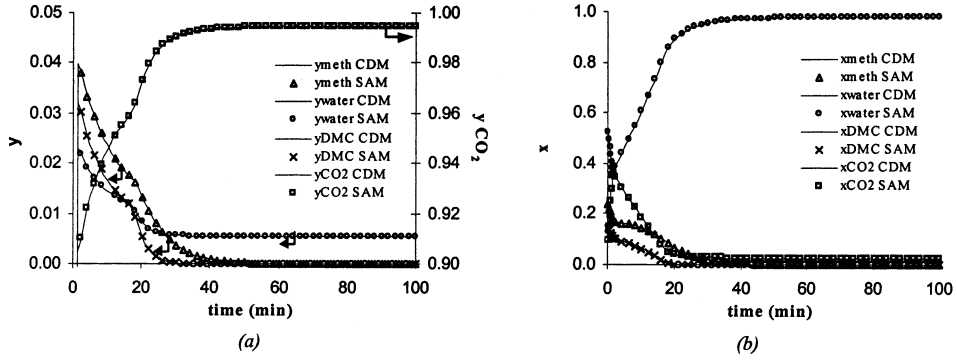 0.05
0.04
0.03
0.02
0.01
0.00
y
1.00
0.98
0.96
0.94
0.92
0.90
y CO2
ymeth CDM
ymeth SAM
ywater CDM
ywater SAM
yDMC CDM
yDMC SAM
yCO2 CDM
yCO2 SAM
0 20 40 60 80 100
time (min)
(a)
1.0
0.8
0.6
0.4
0.2
0.0
x
xmeth CDM
xmeth SAM
xwater CDM
xwater SAM
xDMC CDM
xDMC SAM
xCO2 CDM
xCO2 SAM
0 20 40 60 80 100
time (min)
(b)